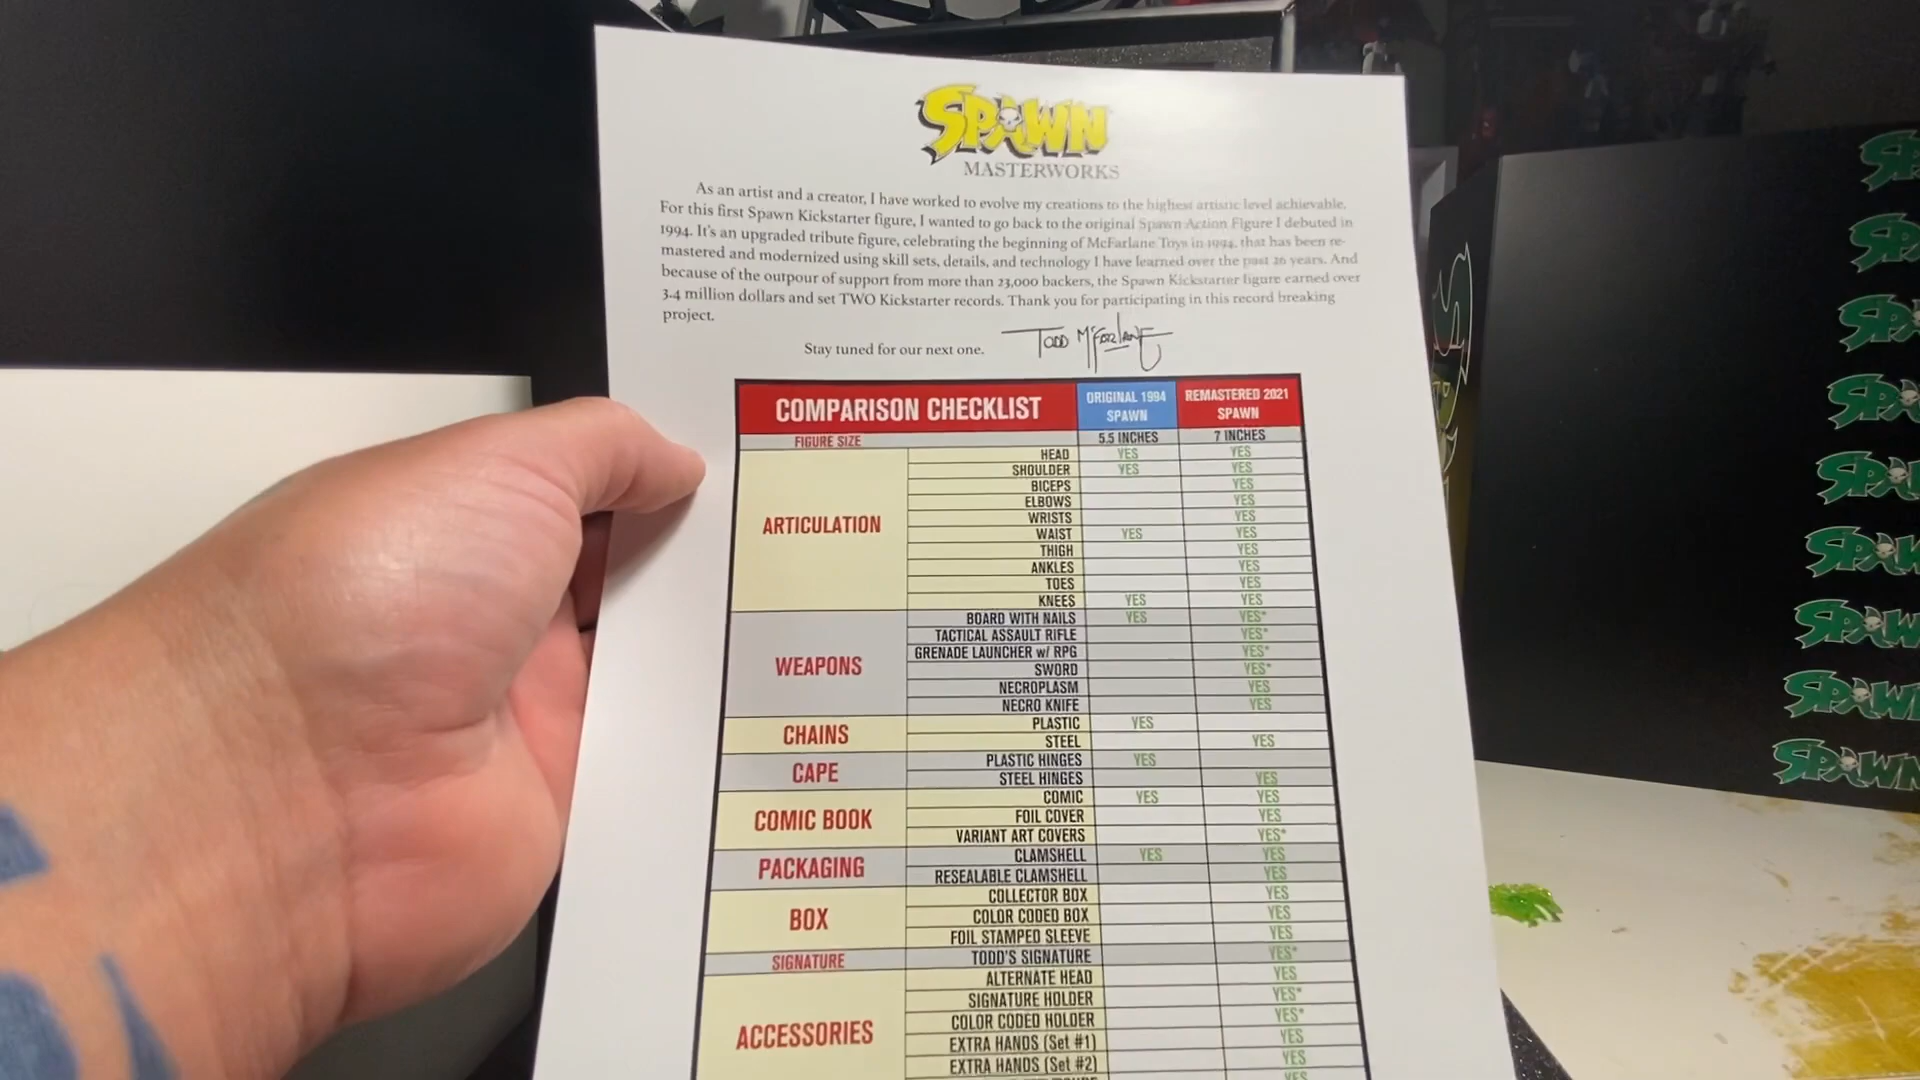 SPAWN
MASTERWORKS
As an artist and a creator, I have worked to evolve my creations to the highest artistic level achievable.
For this first Spawn Kickstarter figure, I wanted to go back to the original Spawn Action Figure I debuted in
1994. It's an upgraded tribute figure, celebrating the beginning of McFarlane Toys in 1994, that has been re-
mastered and modernized using skill sets, details, and technology I have learned over the past 26 years. And
because of the outpour of support from more than 23,000 backers, the Spawn Kickstarter figure earned over
3.4 million dollars and set TWO Kickstarter records. Thank you for participating in this record breaking
project.
Stay tuned for our next one. Todd McFarlane
COMPARISON CHECKLIST ORIGINAL 1994 SPAWN REMASTERED 2021 SPAWN
FIGURE SIZE 5.5 INCHES 7 INCHES
ARTICULATION
HEAD YES YES
SHOULDER YES YES
BICEPS YES
ELBOWS YES
WRISTS YES
WAIST YES YES
THIGH YES
ANKLES YES
TOES YES
KNEES YES YES
WEAPONS
BOARD WITH NAILS YES YES*
TACTICAL ASSAULT RIFLE YES*
GRENADE LAUNCHER w/ RPG YES*
SWORD YES*
NECROPLASM YES
NECRO KNIFE YES
CHAINS
PLASTIC YES
STEEL YES
CAPE
PLASTIC HINGES YES
STEEL HINGES YES
COMIC BOOK
COMIC YES YES
FOIL COVER YES
VARIANT ART COVERS YES*
PACKAGING
CLAMSHELL YES YES
RESEALABLE CLAMSHELL YES
BOX
COLLECTOR BOX YES
COLOR CODED BOX YES
FOIL STAMPED SLEEVE YES
SIGNATURE
TODD'S SIGNATURE YES*
ACCESSORIES
ALTERNATE HEAD YES
SIGNATURE HOLDER YES*
COLOR CODED HOLDER YES*
EXTRA HANDS (Set #1) YES
EXTRA HANDS (Set #2) YES
YES
SP
SPA
SPA
SPA
SPA
SPAW
SPAW
SPAW
SPAWN